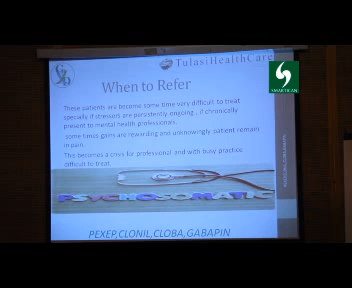 TulasiHealthCare
When to Refer
These patients are become some time very difficult to treat
specially if stressors are persistently ongoing , if chronically
present to mental health professionals.
some times gains are rewarding and unknowingly patient remain
in pain.
This becomes a crises for professional and with busy practice
difficult to treat.
PSYCHOSOMATIC
PEXEP,CLONIL,CLOBA,GABAPIN